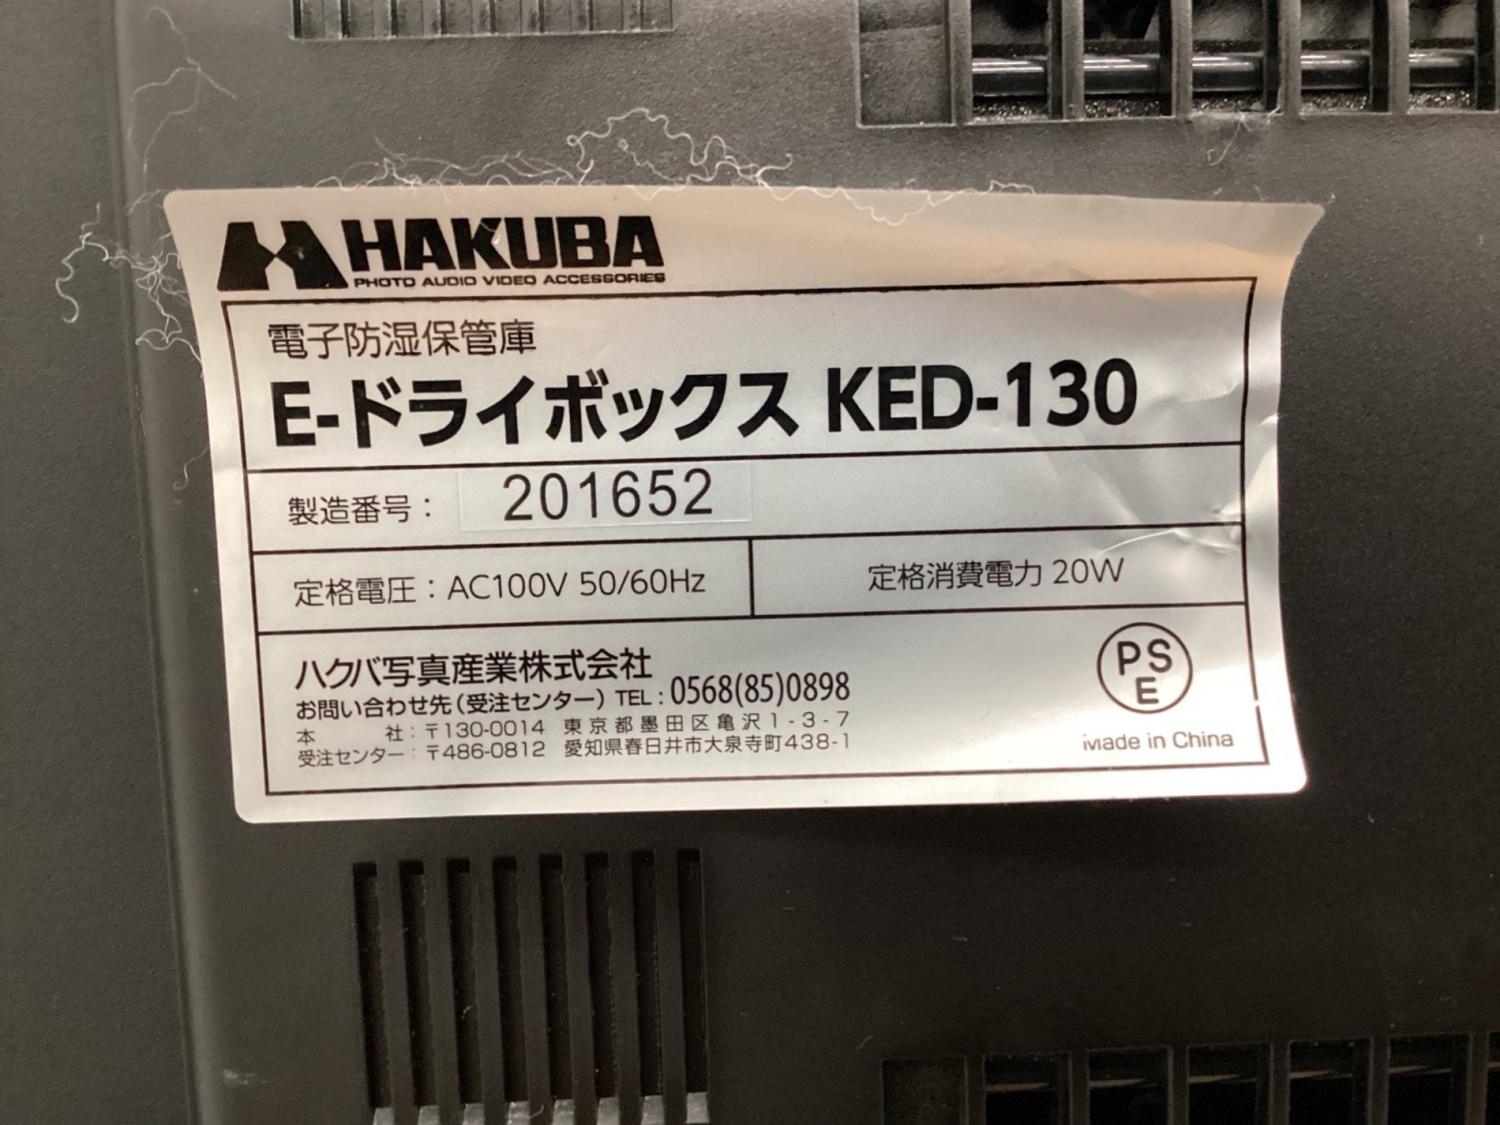 HAKUBA
PHOTO AUDIO VIDEO ACCESSORIES
電子防湿保管庫
E-ドライボックス KED-130
製造番号： 201652
定格電圧：AC100V 50/60Hz
定格消費電力 20W
ハクバ写真産業株式会社
お問い合わせ先（受注センター） TEL：0568(85)0898
本　　社：〒130-0014 東京都墨田区亀沢1-3-7
受注センター：〒486-0812 愛知県春日井市大泉寺町438-1
PS
E
Made in China